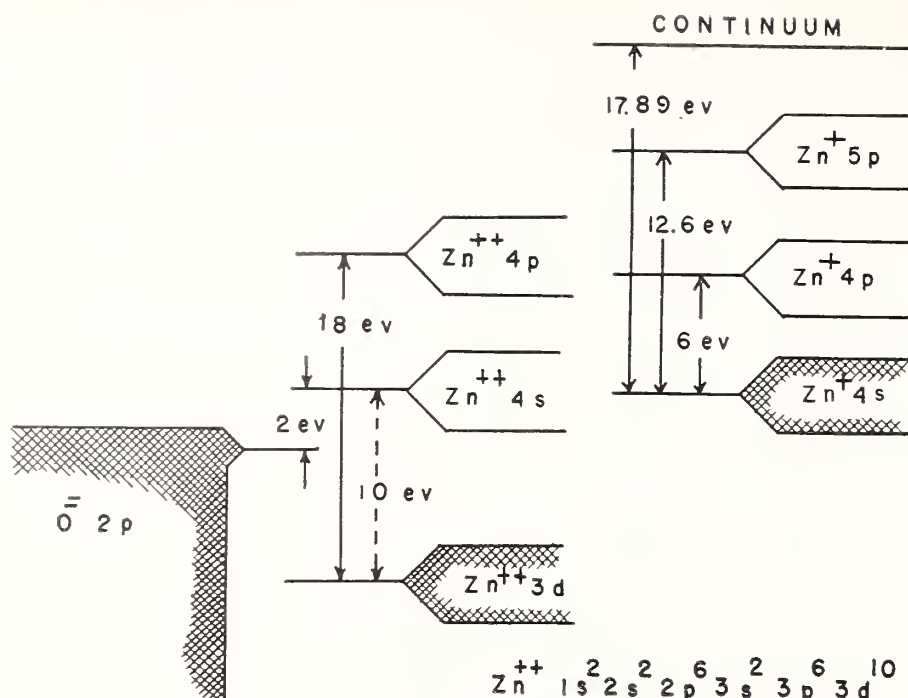 CONTINUUM
17.89 ev
Zn⁺ 5p
12.6 ev
Zn⁺⁺ 4p
Zn⁺ 4p
18 ev
6 ev
Zn⁺⁺ 4s
Zn⁺ 4s
2 ev
10 ev
O⁼ 2p
Zn⁺⁺ 3d
Zn⁺⁺ 1s² 2s² 2p⁶ 3s² 3p⁶ 3d¹⁰